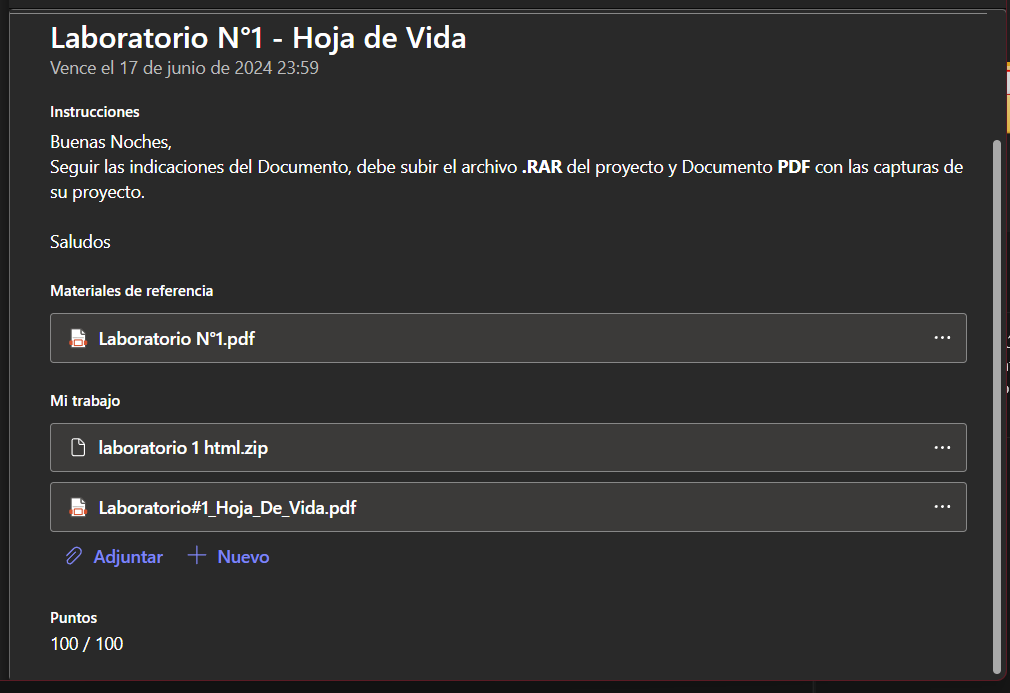 Laboratorio N°1 - Hoja de Vida
Vence el 17 de junio de 2024 23:59
Instrucciones
Buenas Noches,
Seguir las indicaciones del Documento, debe subir el archivo .RAR del proyecto y Documento PDF con las capturas de
su proyecto.
Saludos
Materiales de referencia
Laboratorio N°1.pdf
Mi trabajo
laboratorio 1 html.zip
Laboratorio#1_Hoja_De_Vida.pdf
Adjuntar Nuevo
Puntos
100 / 100